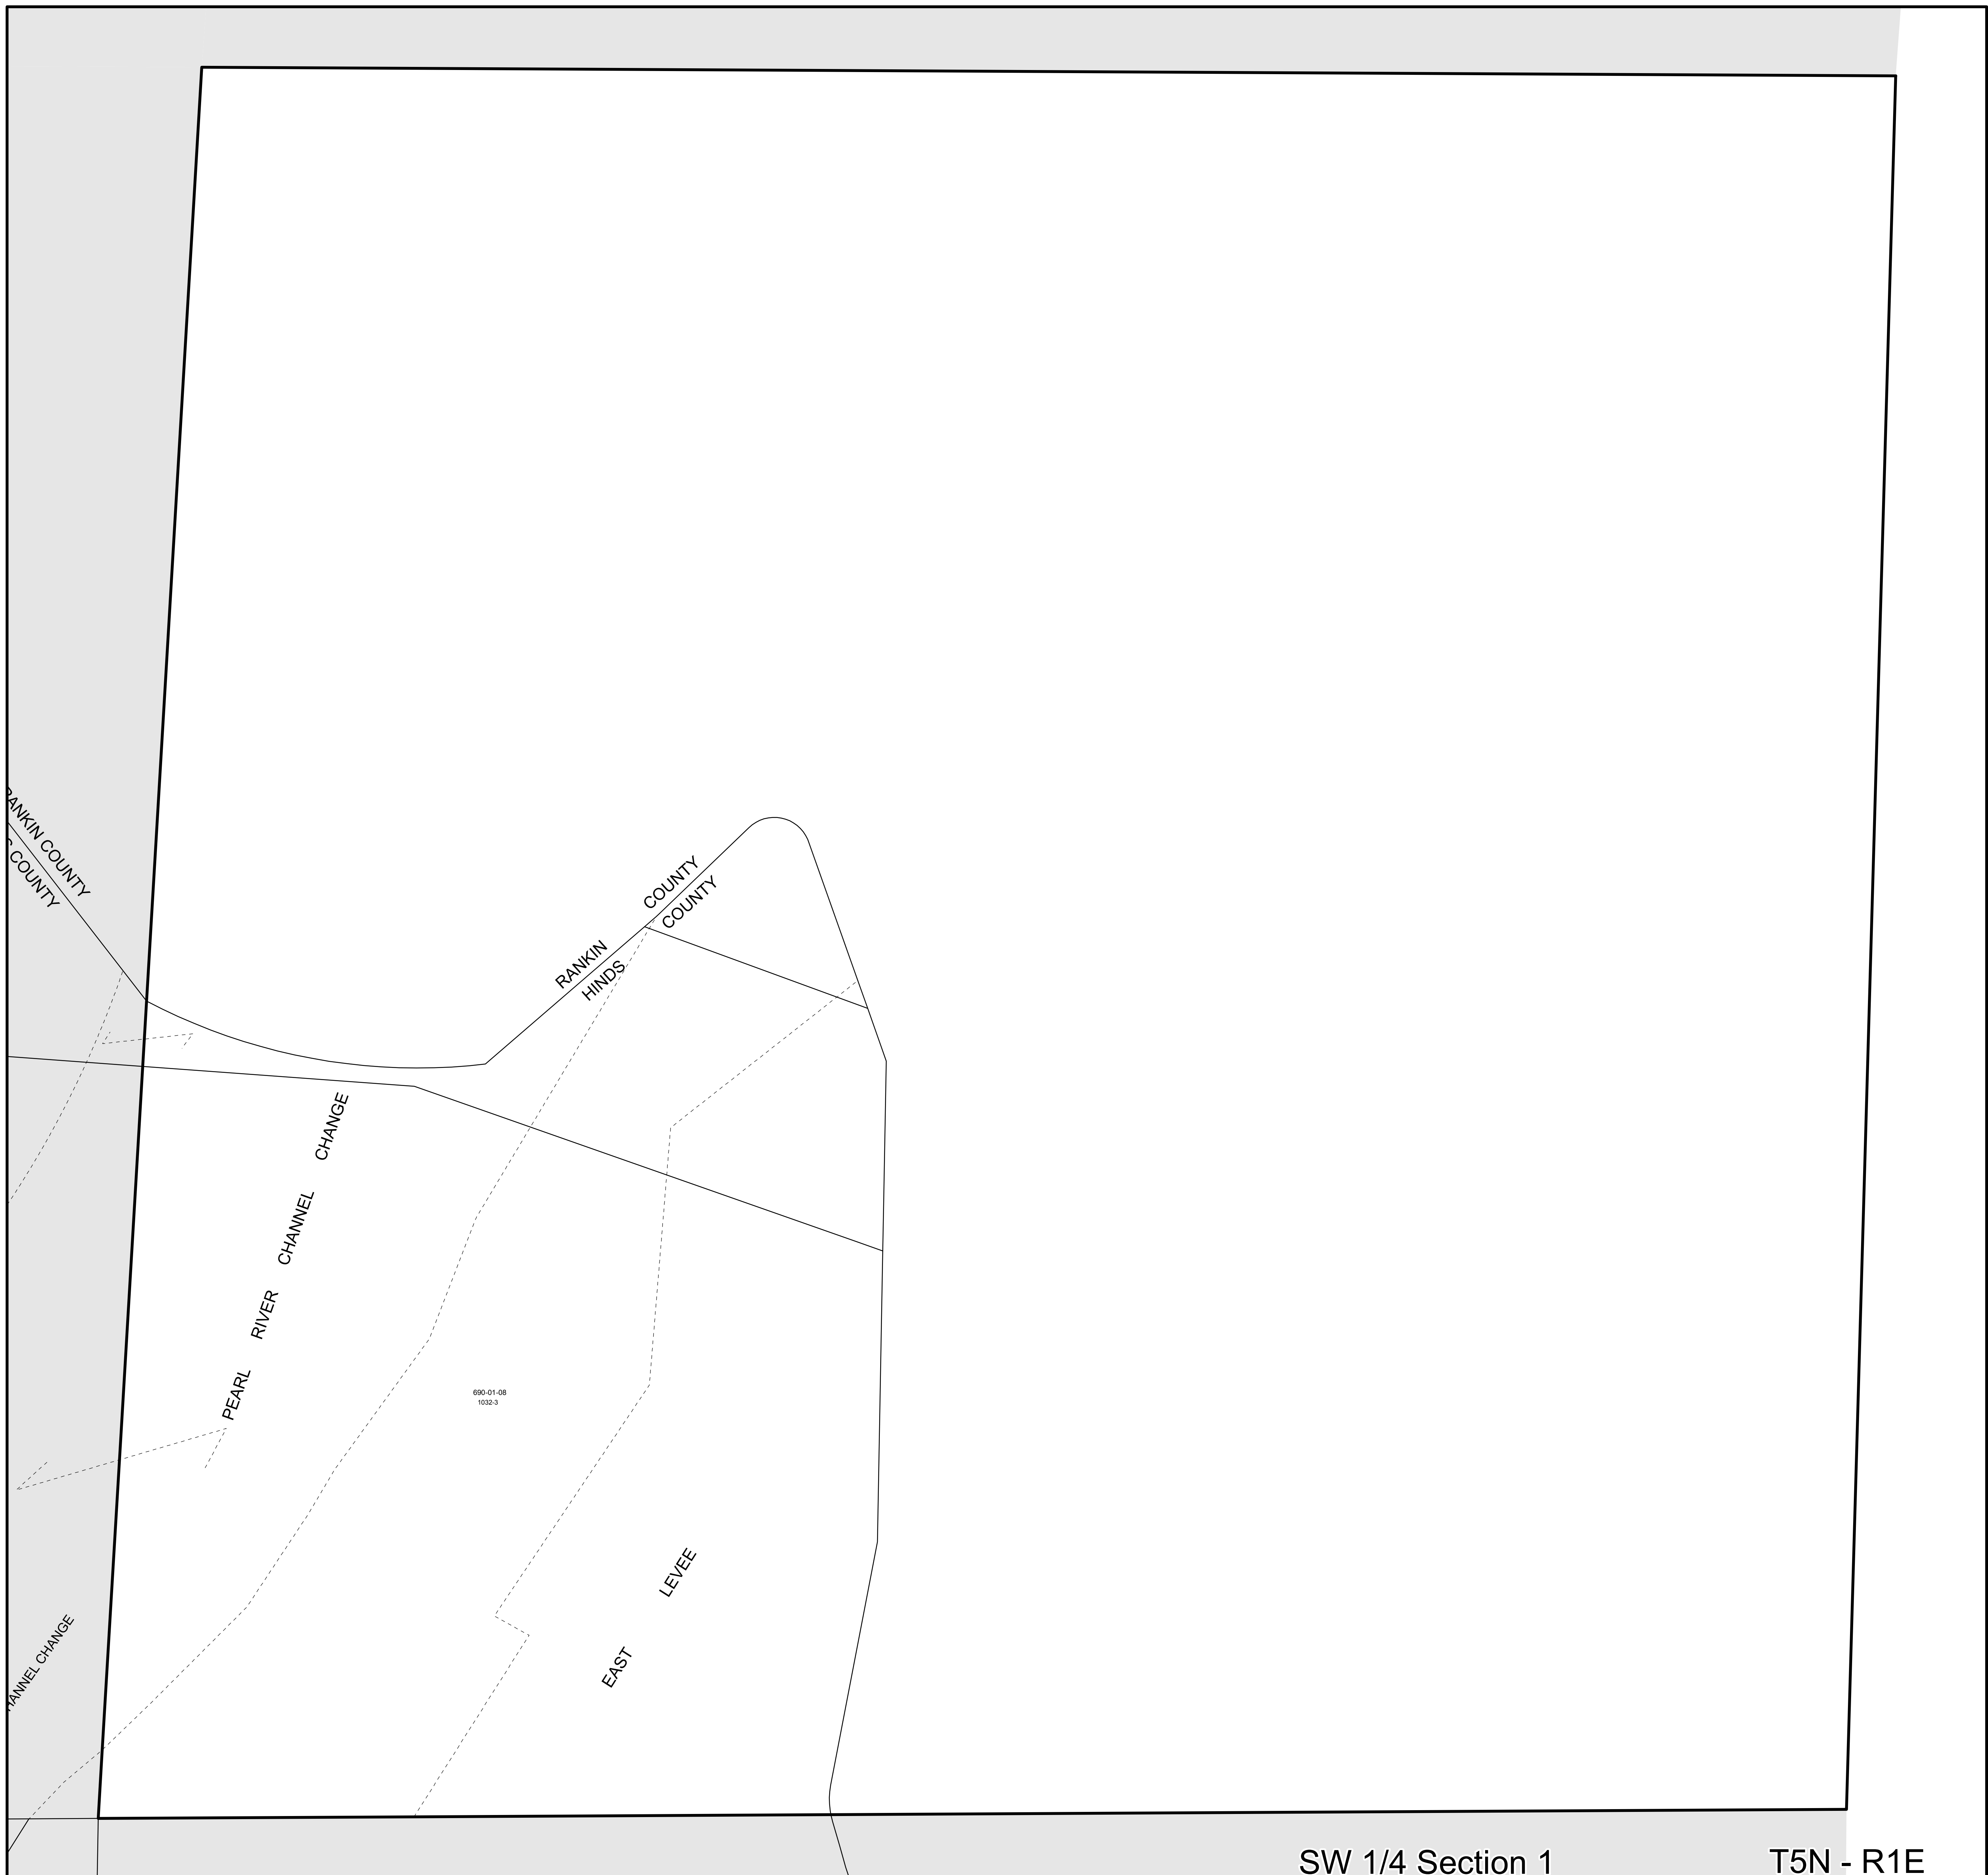 RANKIN COUNTY
COUNTY
RANKIN COUNTY
HINDS COUNTY
PEARL RIVER CHANNEL CHANGE
690-01-08
1032-3
EAST LEVEE
CHANGE
SW 1/4 Section 1
T5N - R1E